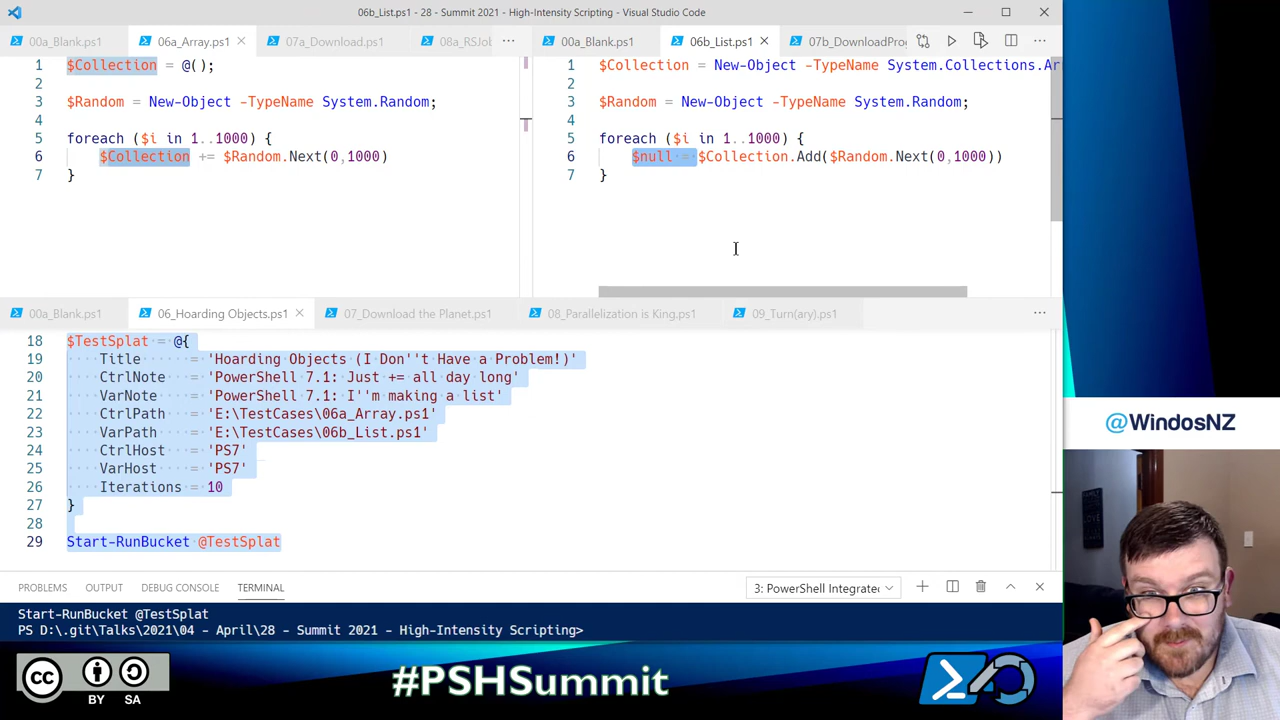 06b_List.ps1 - 28 - Summit 2021 - High-Intensity Scripting - Visual Studio Code
00a_Blank.ps1 06a_Array.ps1 07a_Download.ps1 08a_RSJob ···
00a_Blank.ps1 06b_List.ps1 07b_DownloadProg ···
1 $Collection = @();
2
3 $Random = New-Object -TypeName System.Random;
4
5 foreach ($i in 1..1000) {
6 $Collection += $Random.Next(0,1000)
7 }
1 $Collection = New-Object -TypeName System.Collections.Ar
2
3 $Random = New-Object -TypeName System.Random;
4
5 foreach ($i in 1..1000) {
6 $null = $Collection.Add($Random.Next(0,1000))
7 }
00a_Blank.ps1 06_Hoarding Objects.ps1 07_Download the Planet.ps1 08_Parallelization is King.ps1 09_Turn(ary).ps1 ···
18 $TestSplat = @{
19 Title = 'Hoarding Objects (I Don''t Have a Problem!)'
20 CtrlNote = 'PowerShell 7.1: Just += all day long'
21 VarNote = 'PowerShell 7.1: I''m making a list'
22 CtrlPath = 'E:\TestCases\06a_Array.ps1'
23 VarPath = 'E:\TestCases\06b_List.ps1'
24 CtrlHost = 'PS7'
25 VarHost = 'PS7'
26 Iterations = 10
27 }
28
29 Start-RunBucket @TestSplat
PROBLEMS OUTPUT DEBUG CONSOLE TERMINAL 3: PowerShell Integrate
Start-RunBucket @TestSplat
PS D:\.git\Talks\2021\04 - April\28 - Summit 2021 - High-Intensity Scripting>
@WindosNZ
cc BY SA
#PSHSummit